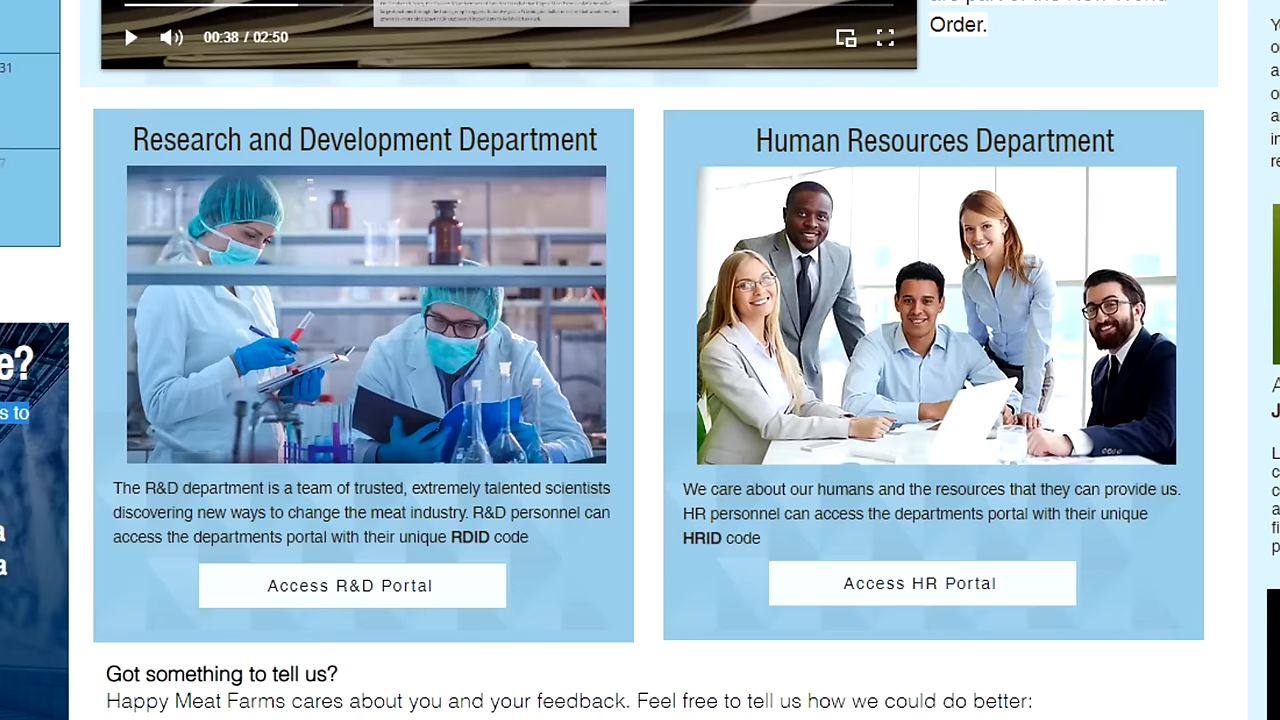 00:38 / 02:50
Order.
31
7
Research and Development Department
Human Resources Department
The R&D department is a team of trusted, extremely talented scientists
discovering new ways to change the meat industry. R&D personnel can
access the departments portal with their unique RDID code
Access R&D Portal
We care about our humans and the resources that they can provide us.
HR personnel can access the departments portal with their unique
HRID code
Access HR Portal
e?
s to
a
a
Got something to tell us?
Happy Meat Farms cares about you and your feedback. Feel free to tell us how we could do better: